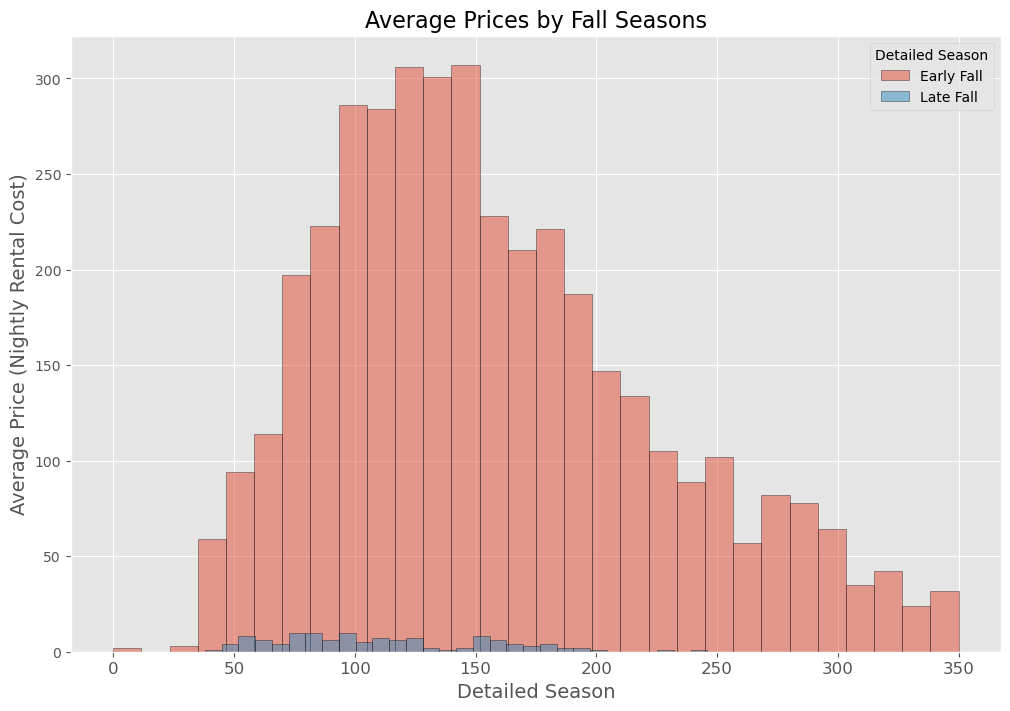 Average Prices by Fall Seasons
Detailed Season
Early Fall
Late Fall
Average Price (Nightly Rental Cost)
300
250
200
150
100
50
0
0 50 100 150 200 250 300 350
Detailed Season